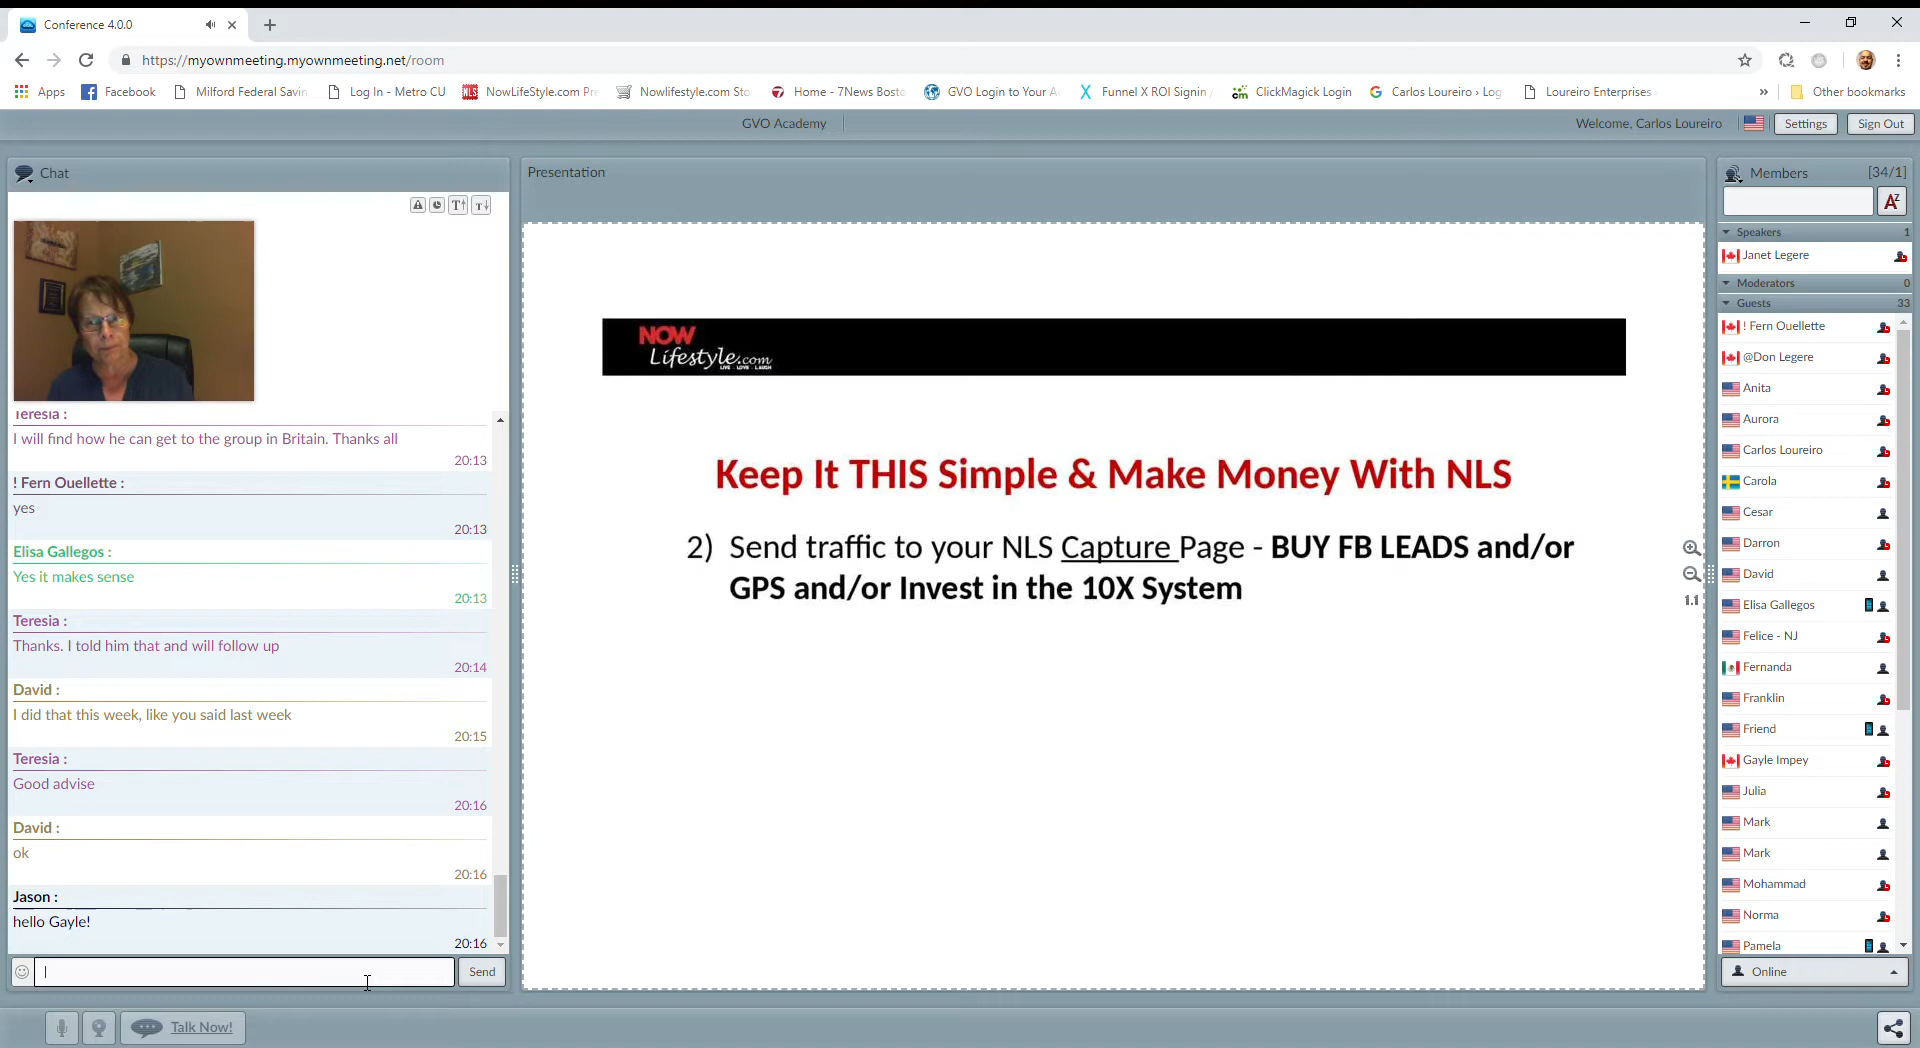 Conference 4.0.0
https://myownmeeting.myownmeeting.net/room
Apps
Facebook
Milford Federal Savin
Log In - Metro CU
NLS
NowLifeStyle.com Pre
Nowlifestyle.com Sto
Home - 7News Bosto
GVO Login to Your A
X
Funnel X ROI Signin
cm
ClickMagick Login
G
Carlos Loureiro › Log
Loureiro Enterprises
»
Other bookmarks
GVO Academy
Welcome, Carlos Loureiro
Settings
Sign Out
Chat
Teresia :
I will find how he can get to the group in Britain. Thanks all
20:13
! Fern Ouellette :
yes
20:13
Elisa Gallegos :
Yes it makes sense
20:13
Teresia :
Thanks. I told him that and will follow up
20:14
David :
I did that this week, like you said last week
20:15
Teresia :
Good advise
20:16
David :
ok
20:16
Jason :
hello Gayle!
20:16
Send
Talk Now!
Presentation
NOW
Lifestyle.com
LIVE · LOVE · LAUGH
Keep It THIS Simple & Make Money With NLS
2) Send traffic to your NLS Capture Page - BUY FB LEADS and/or
GPS and/or Invest in the 10X System
1.1
Members
[34/1]
AZ
Speakers 1
Janet Legere
Moderators 0
Guests 33
! Fern Ouellette
@Don Legere
Anita
Aurora
Carlos Loureiro
Carola
Cesar
Darron
David
Elisa Gallegos
Felice - NJ
Fernanda
Franklin
Friend
Gayle Impey
Julia
Mark
Mark
Mohammad
Norma
Pamela
Online